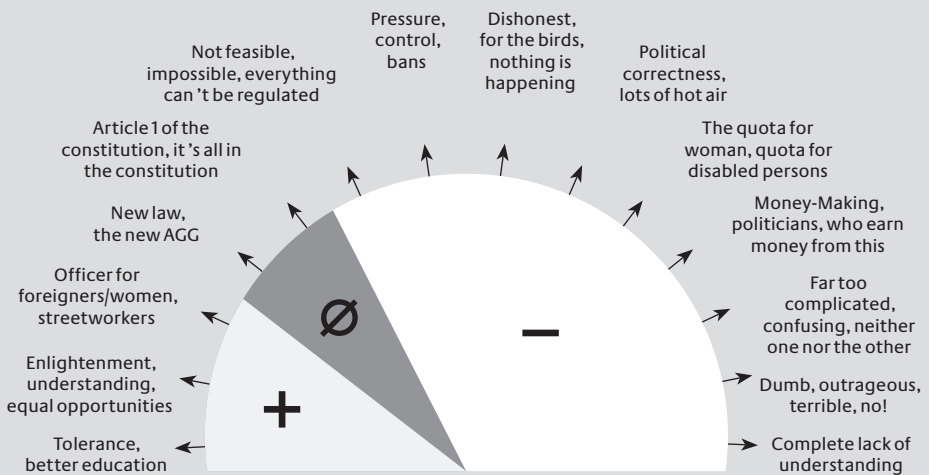 Pressure,
control,
bans
Dishonest,
for the birds,
nothing is
happening
Not feasible,
impossible, everything
can 't be regulated
Political
correctness,
lots of hot air
Article 1 of the
constitution, it 's all in
the constitution
The quota for
woman, quota for
disabled persons
New law,
the new AGG
Money-Making,
politicians, who earn
money from this
Officer for
foreigners/women,
streetworkers
Far too
complicated,
confusing, neither
one nor the other
Enlightenment,
understanding,
equal opportunities
Dumb, outrageous,
terrible, no!
Tolerance,
better education
Complete lack of
understanding
Ø
–
+